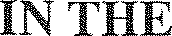 IN THE